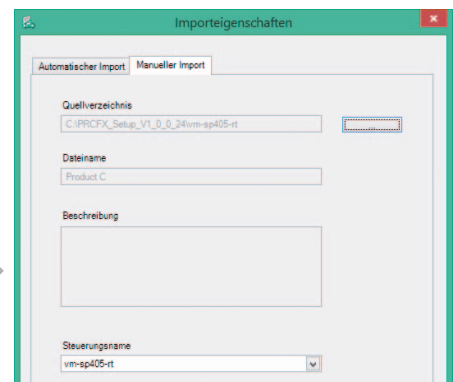 Importeigenschaften
Automatischer Import Manueller Import
Quellverzeichnis
C:\PRCFX_Setup_V1_0_0_24\vm-sp405-rt
...
Dateiname
Product C
Beschreibung
Steuerungsname
vm-sp405-rt